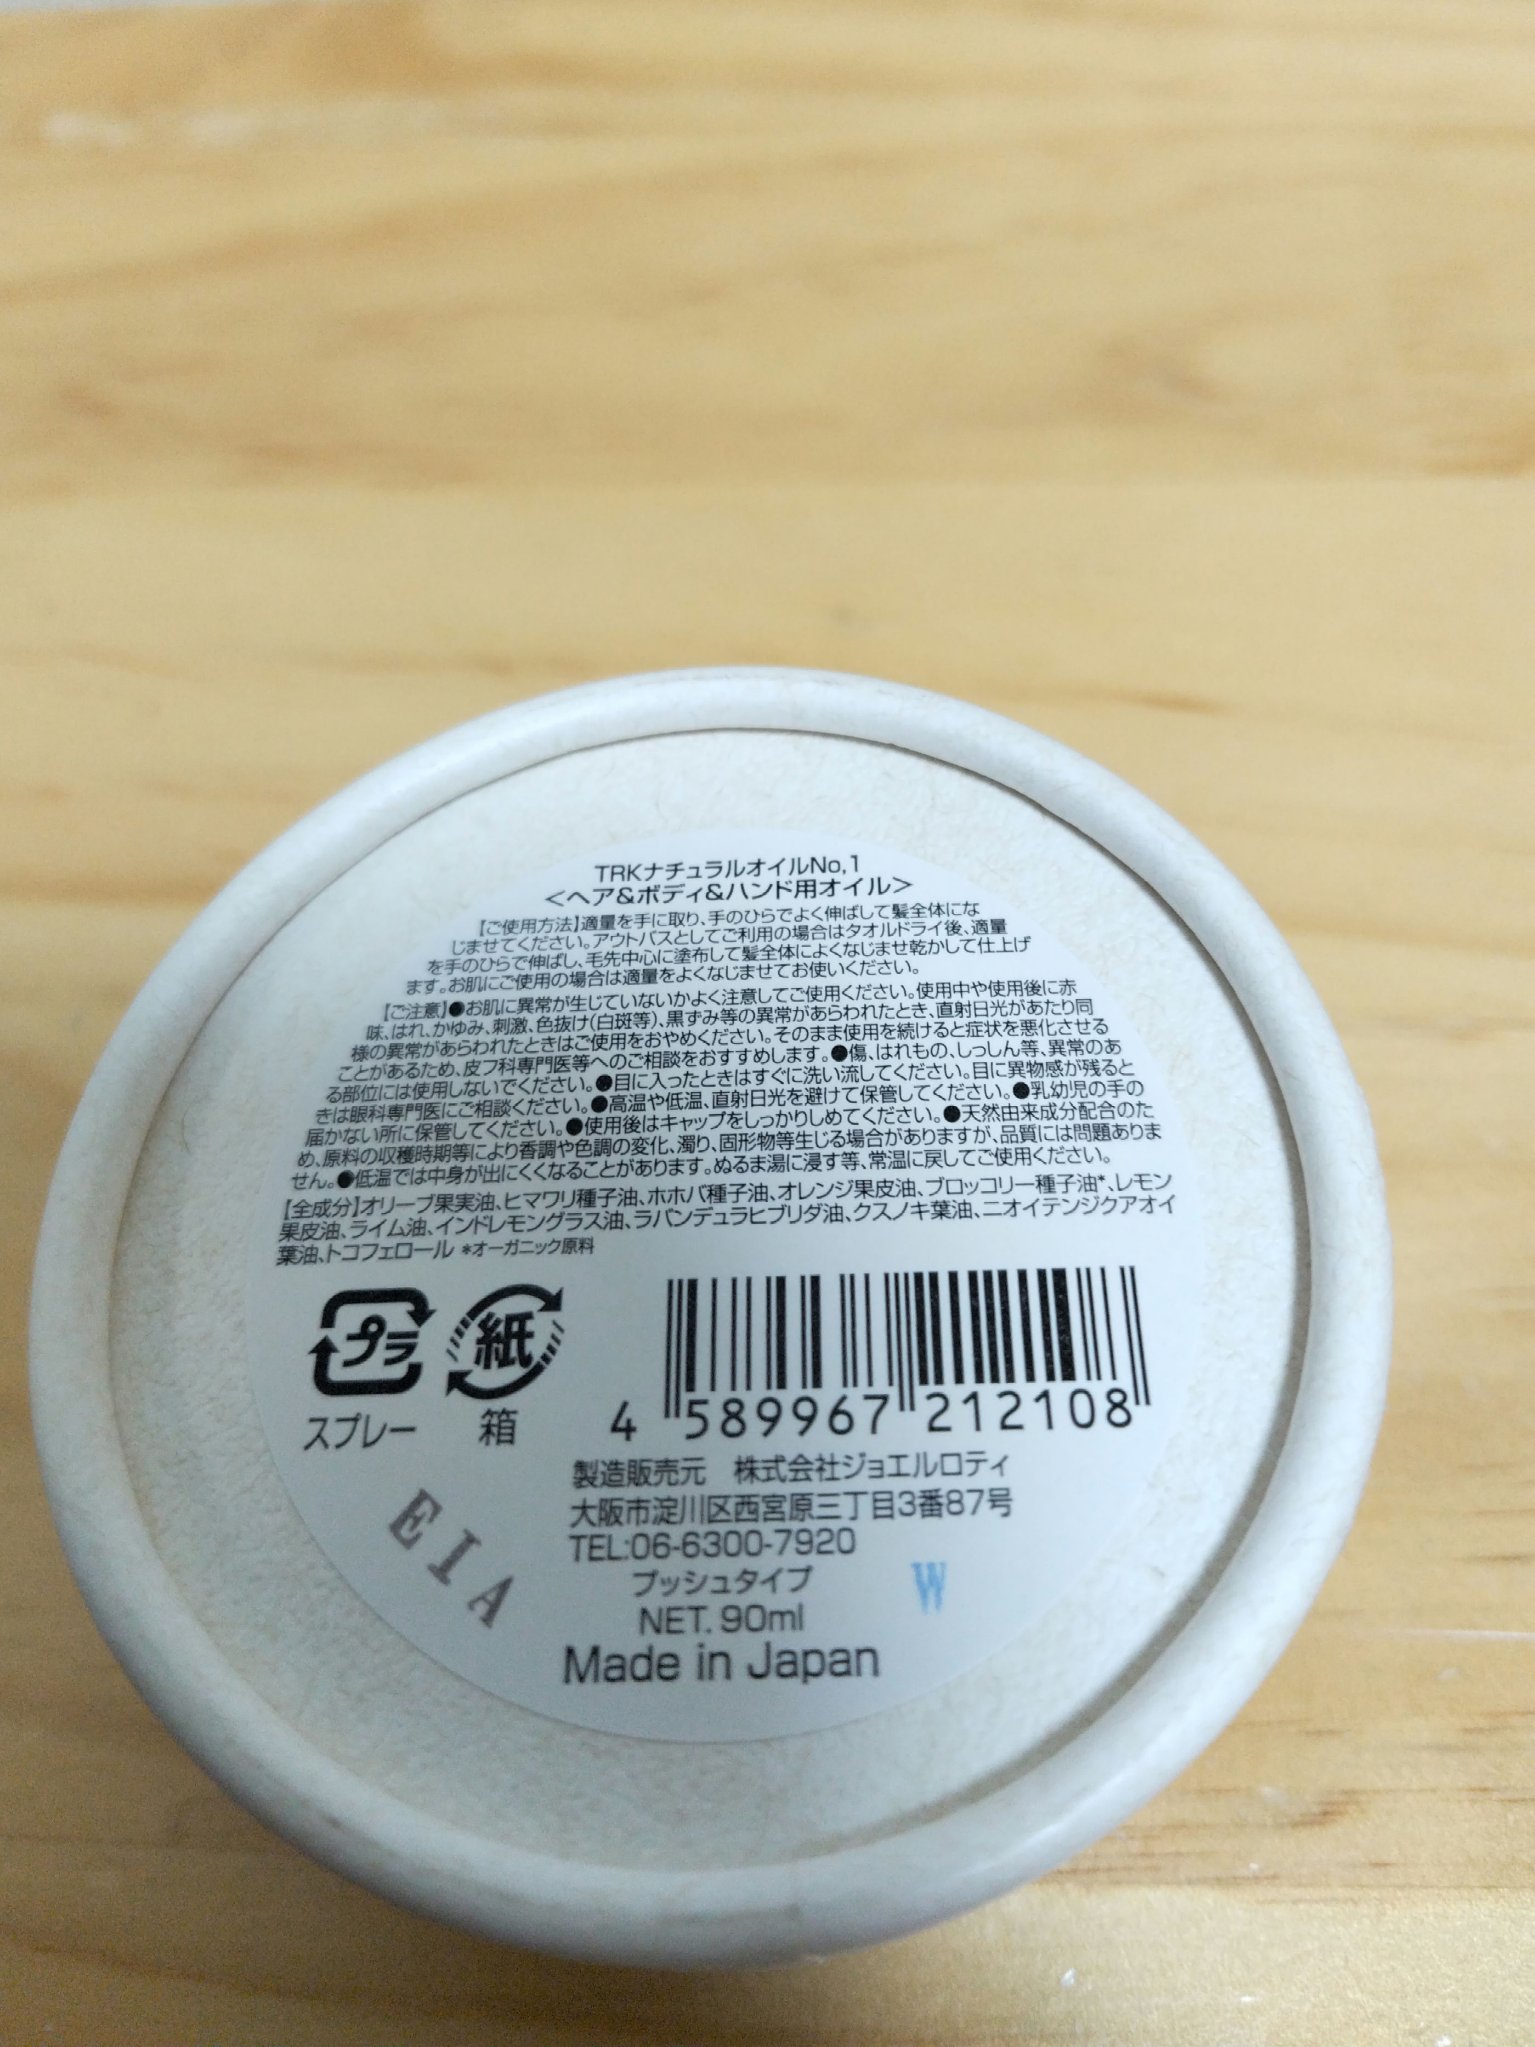 TRKナチュラルオイルNo,1
<ヘア&ボディ&ハンド用オイル>
【ご使用方法】適量を手に取り、手のひらでよく伸ばして髪全体にな
じませてください。アウトバスとしてご利用の場合はタオルドライ後、適量
を手のひらで伸ばし、毛先中心に塗布して髪全体によくなじませ乾かして仕上げ
ます。お肌にご使用の場合は適量をよくなじませてお使いください。
【ご注意】●お肌に異常が生じていないかよく注意してご使用ください。使用中や使用後に赤
味、はれ、かゆみ、刺激、色抜け(白斑等)、黒ずみ等の異常があらわれたとき、直射日光があたり同
様の異常があらわれたときはご使用をおやめください。そのまま使用を続けると症状を悪化させる
ことがあるため、皮フ科専門医等へのご相談をおすすめします。●傷、はれもの、しっしん等、異常のあ
る部位には使用しないでください。●目に入ったときはすぐに洗い流してください。目に異物感が残ると
きは眼科専門医にご相談ください。●高温や低温、直射日光を避けて保管してください。●乳幼児の手の
届かない所に保管してください。●使用後はキャップをしっかりしめてください。●天然由来成分配合のた
め、原料の収穫時期等により香調や色調の変化、濁り、固形物等生じる場合がありますが、品質には問題ありま
せん。●低温では中身が出にくくなることがあります。ぬるま湯に浸す等、常温に戻してご使用ください。
【全成分】オリーブ果実油、ヒマワリ種子油、ホホバ種子油、オレンジ果皮油、ブロッコリー種子油*、レモン
果皮油、ライム油、インドレモングラス油、ラバンデュラヒブリダ油、クスノキ葉油、ニオイテンジクアオイ
葉油、トコフェロール *オーガニック原料
プラ 紙
スプレー 箱
4 589967 212108
製造販売元 株式会社ジョエルロティ
大阪市淀川区西宮原三丁目3番87号
TEL:06-6300-7920
プッシュタイプ
NET. 90ml
Made in Japan
EIA
W